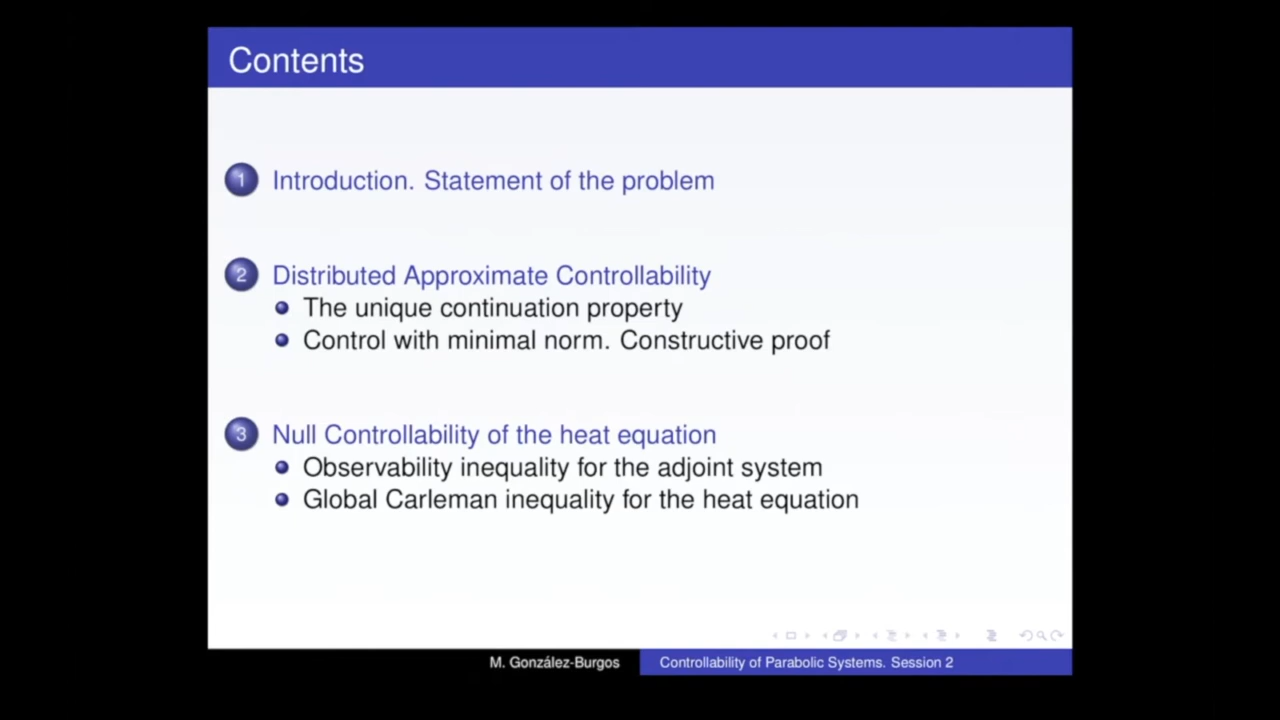 Contents
1 Introduction. Statement of the problem
2 Distributed Approximate Controllability
The unique continuation property
Control with minimal norm. Constructive proof
3 Null Controllability of the heat equation
Observability inequality for the adjoint system
Global Carleman inequality for the heat equation
M. González-Burgos Controllability of Parabolic Systems. Session 2